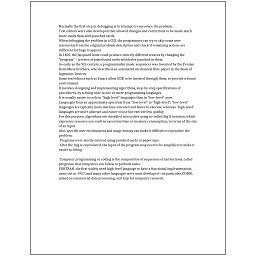 Normally the first step in debugging is to attempt to reproduce the problem.
Text editors were also developed that allowed changes and corrections to be made much
more easily than with punched cards.
When debugging the problem in a GUI, the programmer can try to skip some user
interaction from the original problem description and check if remaining actions are
sufficient for bugs to appear.
In 1801, the Jacquard loom could produce entirely different weaves by changing the
"program" – a series of pasteboard cards with holes punched in them.
As early as the 9th century, a programmable music sequencer was invented by the Persian
Banu Musa brothers, who described an automated mechanical flute player in the Book of
Ingenious Devices.
Some text editors such as Emacs allow GDB to be invoked through them, to provide a visual
environment.
It involves designing and implementing algorithms, step-by-step specifications of
procedures, by writing code in one or more programming languages.
It is usually easier to code in "high-level" languages than in "low-level" ones.
Languages form an approximate spectrum from "low-level" to "high-level"; "low-level"
languages are typically more machine-oriented and faster to execute, whereas "high-level"
languages are more abstract and easier to use but execute less quickly.
For this purpose, algorithms are classified into orders using so-called Big O notation, which
expresses resource use, such as execution time or memory consumption, in terms of the size
of an input.
Also, specific user environment and usage history can make it difficult to reproduce the
problem.
Programs were mostly entered using punched cards or paper tape.
After the bug is reproduced, the input of the program may need to be simplified to make it
easier to debug.
Computer programming or coding is the composition of sequences of instructions, called
programs, that computers can follow to perform tasks.
FORTRAN, the first widely used high-level language to have a functional implementation,
came out in 1957, and many other languages were soon developed—in particular, COBOL
aimed at commercial data processing, and Lisp for computer research.